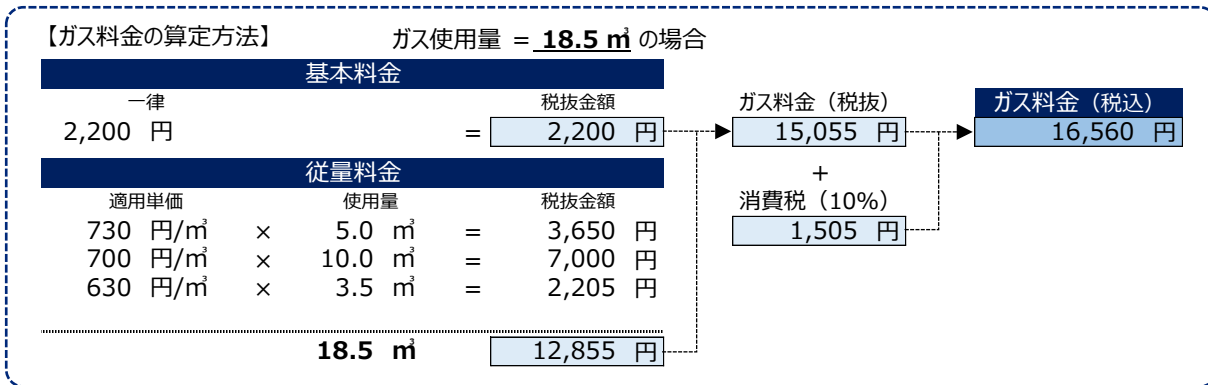 【ガス料金の算定方法】 ガス使用量 = 18.5 ㎥ の場合
基本料金
一律 税抜金額
2,200 円 = 2,200 円
従量料金
適用単価 使用量 税抜金額
730 円/㎥ × 5.0 ㎥ = 3,650 円
700 円/㎥ × 10.0 ㎥ = 7,000 円
630 円/㎥ × 3.5 ㎥ = 2,205 円
18.5 ㎥ 12,855 円
ガス料金（税抜）
15,055 円
+
消費税（10%）
1,505 円
ガス料金（税込）
16,560 円